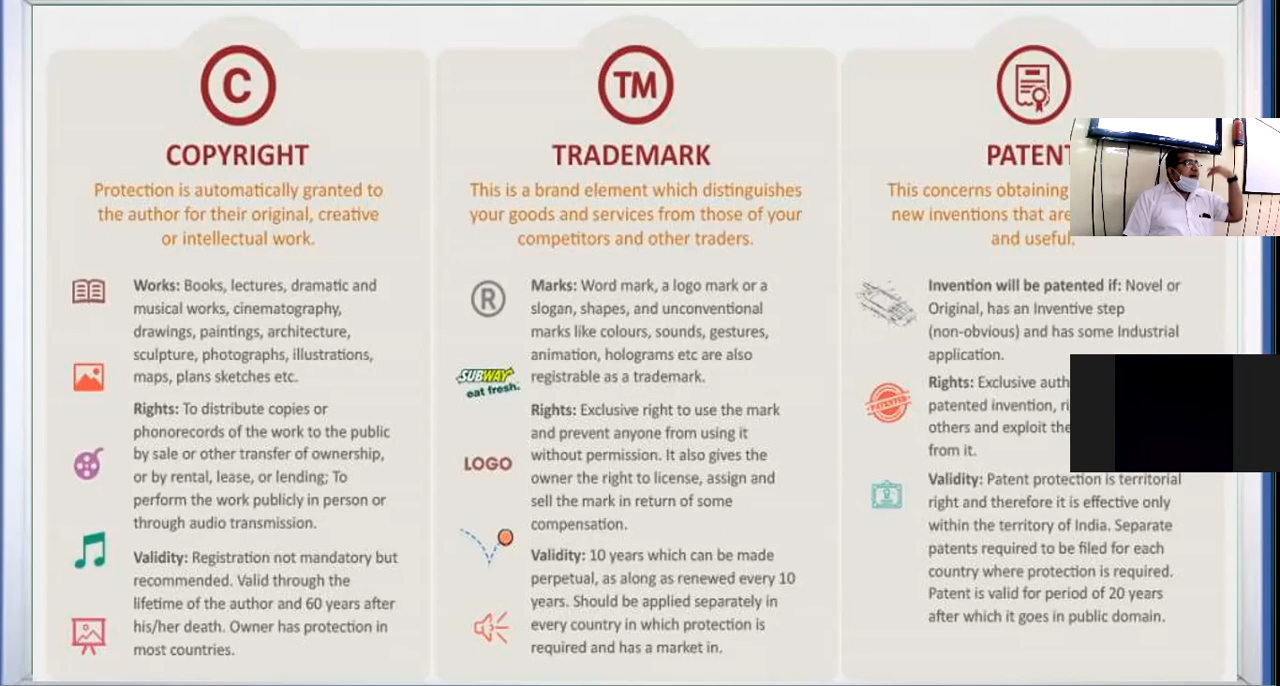 C
COPYRIGHT
Protection is automatically granted to
the author for their original, creative
or intellectual work.
Works: Books, lectures, dramatic and
musical works, cinematography,
drawings, paintings, architecture,
sculpture, photographs, illustrations,
maps, plans sketches etc.
Rights: To distribute copies or
phonorecords of the work to the public
by sale or other transfer of ownership,
or by rental, lease, or lending; To
perform the work publicly in person or
through audio transmission.
Validity: Registration not mandatory but
recommended. Valid through the
lifetime of the author and 60 years after
his/her death. Owner has protection in
most countries.
TM
TRADEMARK
This is a brand element which distinguishes
your goods and services from those of your
competitors and other traders.
R
SUBWAY
eat fresh.
LOGO
Marks: Word mark, a logo mark or a
slogan, shapes, and unconventional
marks like colours, sounds, gestures,
animation, holograms etc are also
registrable as a trademark.
Rights: Exclusive right to use the mark
and prevent anyone from using it
without permission. It also gives the
owner the right to license, assign and
sell the mark in return of some
compensation.
Validity: 10 years which can be made
perpetual, as along as renewed every 10
years. Should be applied separately in
every country in which protection is
required and has a market in.
PATENT
This concerns obtaining
new inventions that are
and useful.
PATENTED
Invention will be patented if: Novel or
Original, has an Inventive step
(non-obvious) and has some Industrial
application.
Rights: Exclusive
patented invention,
others and exploit the
from it.
Validity: Patent protection is territorial
right and therefore it is effective only
within the territory of India. Separate
patents required to be filed for each
country where protection is required.
Patent is valid for period of 20 years
after which it goes in public domain.